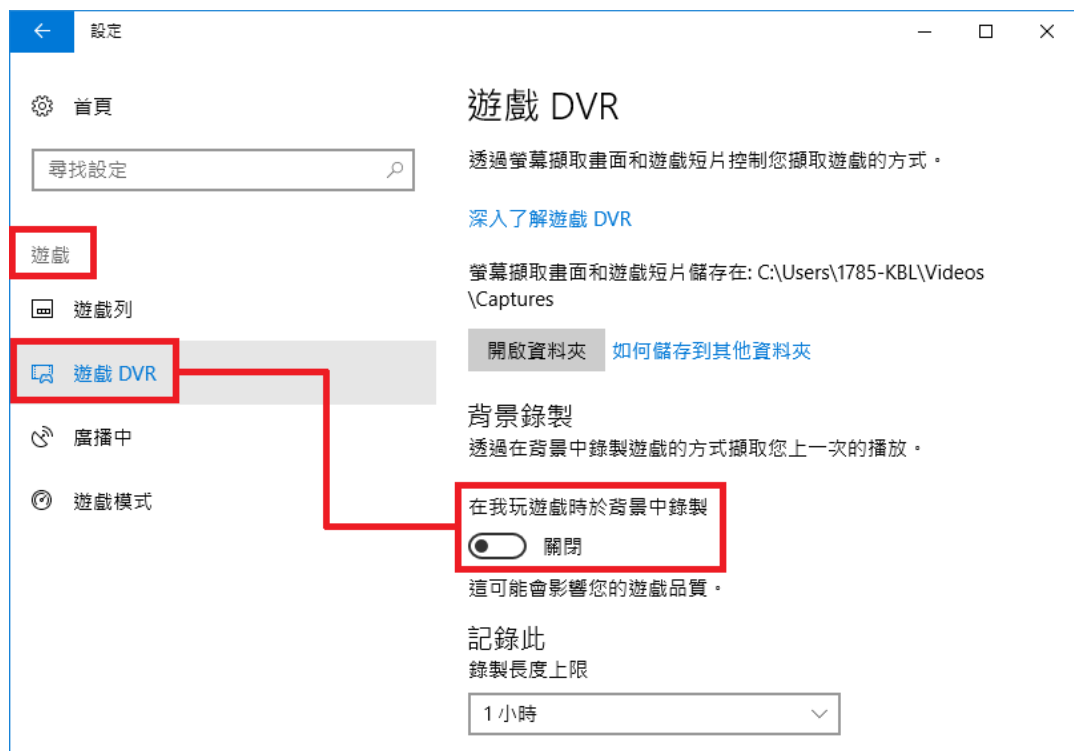 設定
首頁
尋找設定
遊戲
遊戲列
遊戲 DVR
廣播中
遊戲模式
遊戲 DVR
透過螢幕擷取畫面和遊戲短片控制您擷取遊戲的方式。
深入了解遊戲 DVR
螢幕擷取畫面和遊戲短片儲存在: C:\Users\1785-KBL\Videos
\Captures
開啟資料夾 如何儲存到其他資料夾
背景錄製
透過在背景中錄製遊戲的方式擷取您上一次的播放。
在我玩遊戲時於背景中錄製
關閉
這可能會影響您的遊戲品質。
記錄此
錄製長度上限
1 小時